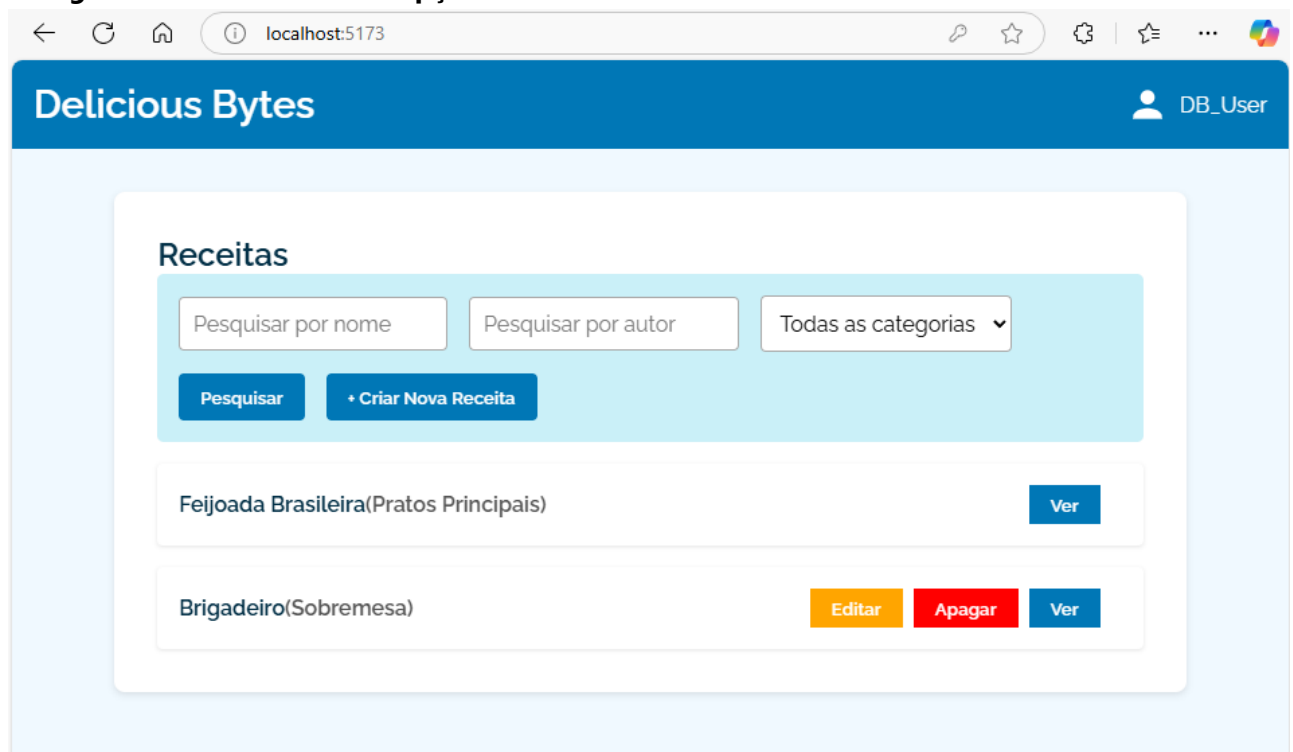 localhost:5173
Delicious Bytes
DB_User
Receitas
Pesquisar por nome
Pesquisar por autor
Todas as categorias
Pesquisar
+ Criar Nova Receita
Feijoada Brasileira(Pratos Principais)
Ver
Brigadeiro(Sobremesa)
Editar
Apagar
Ver